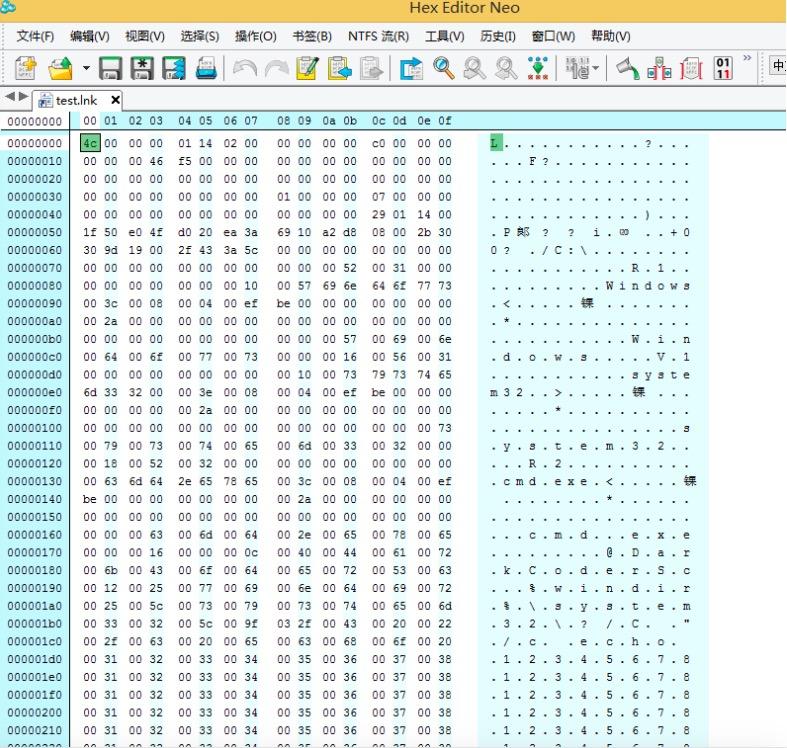 Hex Editor Neo
文件(F) 编辑(V) 视图(V) 选择(S) 操作(O) 书签(B) NTFS 流(R) 工具(V) 历史(I) 窗口(W) 帮助(V)
test.lnk
00000000 00 01 02 03 04 05 06 07 08 09 0a 0b 0c 0d 0e 0f
00000000 4c 00 00 00 01 14 02 00 00 00 00 00 c0 00 00 00 L...........?...
00000010 00 00 00 46 f5 00 00 00 00 00 00 00 00 00 00 00 ...F?...........
00000020 00 00 00 00 00 00 00 00 00 00 00 00 00 00 00 00 ................
00000030 00 00 00 00 00 00 00 00 01 00 00 00 07 00 00 00 ................
00000040 00 00 00 00 00 00 00 00 00 00 00 00 29 01 14 00 ............)...
00000050 1f 50 e0 4f d0 20 ea 3a 69 10 a2 d8 08 00 2b 30 .P郎??i.∞..+0
00000060 30 9d 19 00 2f 43 3a 5c 00 00 00 00 00 00 00 00 0?./C:\.........
00000070 00 00 00 00 00 00 00 00 00 00 00 52 00 31 00 00 ...........R.1..
00000080 00 00 00 00 00 00 10 00 57 69 6e 64 6f 77 73 .........Windows
00000090 00 3c 00 08 00 04 00 ef be 00 00 00 00 00 00 00 .<.....锞.......
000000a0 00 2a 00 00 00 00 00 00 00 00 00 00 00 00 00 00 .*..............
000000b0 00 00 00 00 00 00 00 00 00 00 00 57 00 69 00 6e ...........W.i.n
000000c0 00 64 00 6f 00 77 00 73 00 00 00 16 00 56 00 31 .d.o.w.s.....V.1
000000d0 00 00 00 00 00 00 00 00 00 10 00 73 79 73 74 65 ...........syste
000000e0 6d 33 32 00 00 3e 00 08 00 04 00 ef be 00 00 00 m32..>.....锞...
000000f0 00 00 00 00 00 2a 00 00 00 00 00 00 00 00 00 00 .....*..........
00000100 00 00 00 00 00 00 00 00 00 00 00 00 00 00 00 73 ...............s
00000110 00 79 00 73 00 74 00 65 00 6d 00 33 00 32 00 00 .y.s.t.e.m.3.2..
00000120 00 18 00 52 00 32 00 00 00 00 00 00 00 00 00 00 ...R.2..........
00000130 00 63 6d 64 2e 65 78 65 00 3c 00 08 00 04 00 ef .cmd.exe.<.....锞
00000140 be 00 00 00 00 00 00 00 00 2a 00 00 00 00 00 00 ........*......
00000150 00 00 00 00 00 00 00 00 00 00 00 00 00 00 00 00 ................
00000160 00 00 00 63 00 6d 00 64 00 2e 00 65 00 78 00 65 ...c.m.d...e.x.e
00000170 00 00 00 16 00 00 00 0c 00 40 00 44 00 61 00 72 .........@.D.a.r
00000180 00 6b 00 43 00 6f 00 64 00 65 00 72 00 53 00 63 .k.C.o.d.e.r.S.c
00000190 00 12 00 25 00 77 00 69 00 6e 00 64 00 69 00 72 ...%.w.i.n.d.i.r
000001a0 00 25 00 5c 00 73 00 79 00 73 00 74 00 65 00 6d .%.\.s.y.s.t.e.m
000001b0 00 33 00 32 00 5c 00 9f 03 2f 00 43 00 20 00 22 .3.2.\.?./.C. ."
000001c0 00 2f 00 63 00 20 00 65 00 63 00 68 00 6f 00 20 ./.c. .e.c.h.o. 
000001d0 00 31 00 32 00 33 00 34 00 35 00 36 00 37 00 38 .1.2.3.4.5.6.7.8
000001e0 00 31 00 32 00 33 00 34 00 35 00 36 00 37 00 38 .1.2.3.4.5.6.7.8
000001f0 00 31 00 32 00 33 00 34 00 35 00 36 00 37 00 38 .1.2.3.4.5.6.7.8
00000200 00 31 00 32 00 33 00 34 00 35 00 36 00 37 00 38 .1.2.3.4.5.6.7.8
00000210 00 31 00 32 00 33 00 34 00 35 00 36 00 37 00 38 .1.2.3.4.5.6.7.8